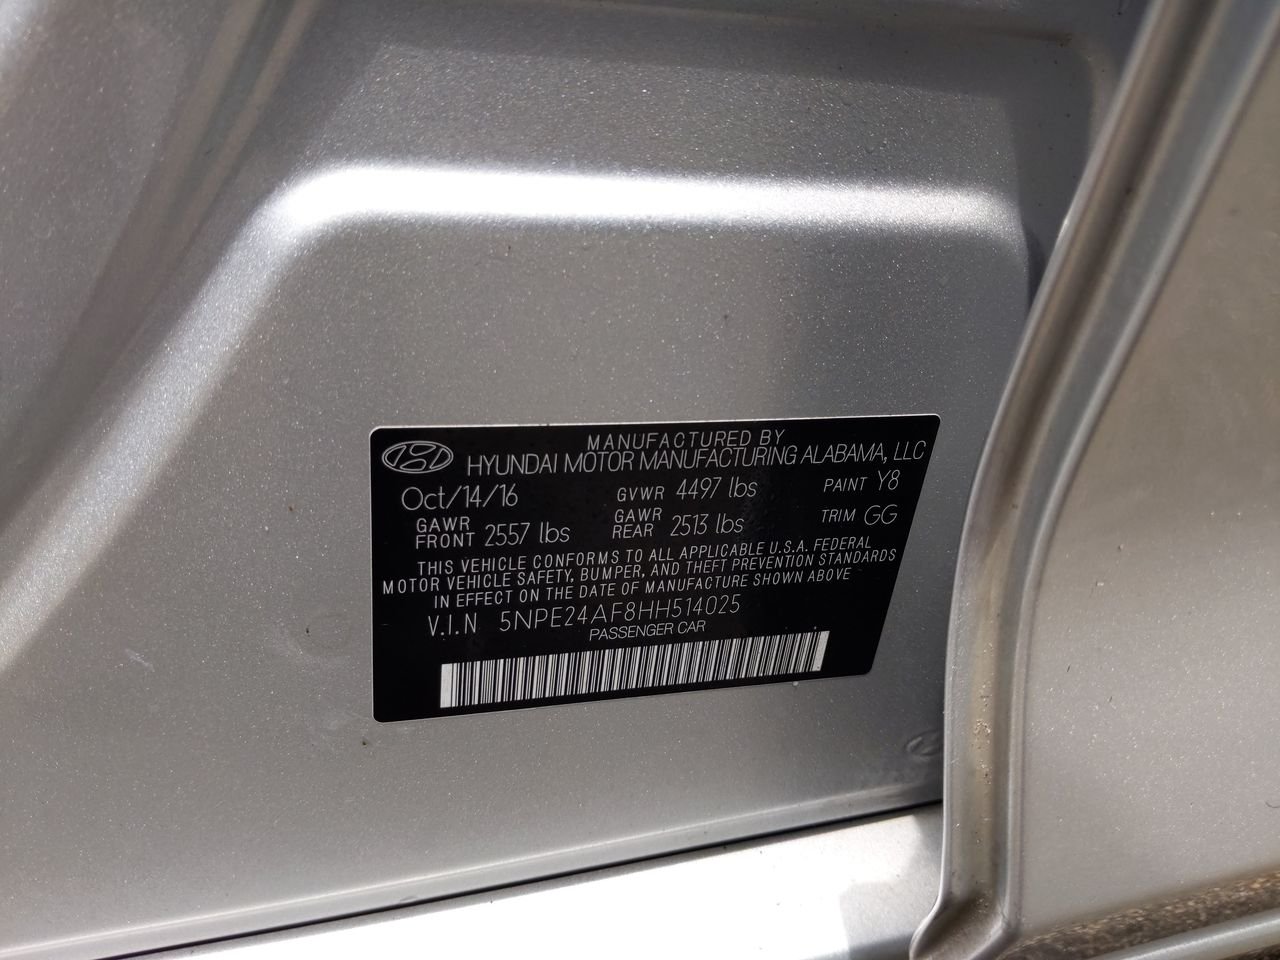 MANUFACTURED BY
HYUNDAI MOTOR MANUFACTURING ALABAMA, LLC
Oct/14/16 GVWR 4497 lbs PAINT Y8
GAWR FRONT 2557 lbs GAWR REAR 2513 lbs TRIM GG
THIS VEHICLE CONFORMS TO ALL APPLICABLE U.S.A. FEDERAL
MOTOR VEHICLE SAFETY, BUMPER, AND THEFT PREVENTION STANDARDS
IN EFFECT ON THE DATE OF MANUFACTURE SHOWN ABOVE
V.I.N 5NPE24AF8HH514025
PASSENGER CAR